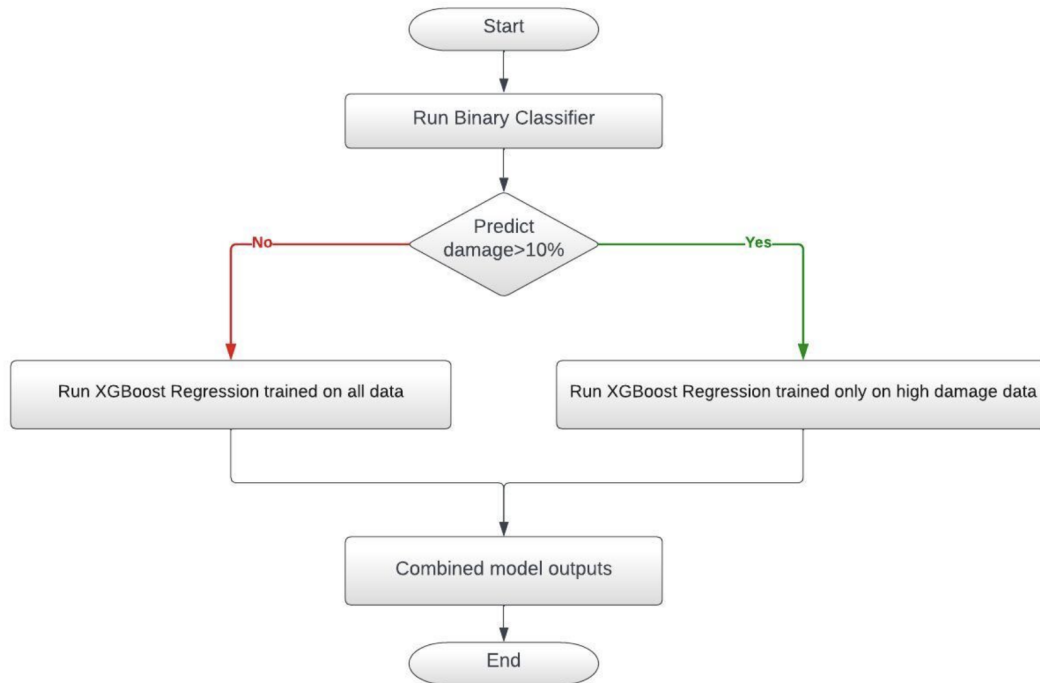 Start
Run Binary Classifier
Predict
damage>10%
No
Yes
Run XGBoost Regression trained on all data
Run XGBoost Regression trained only on high damage data
Combined model outputs
End